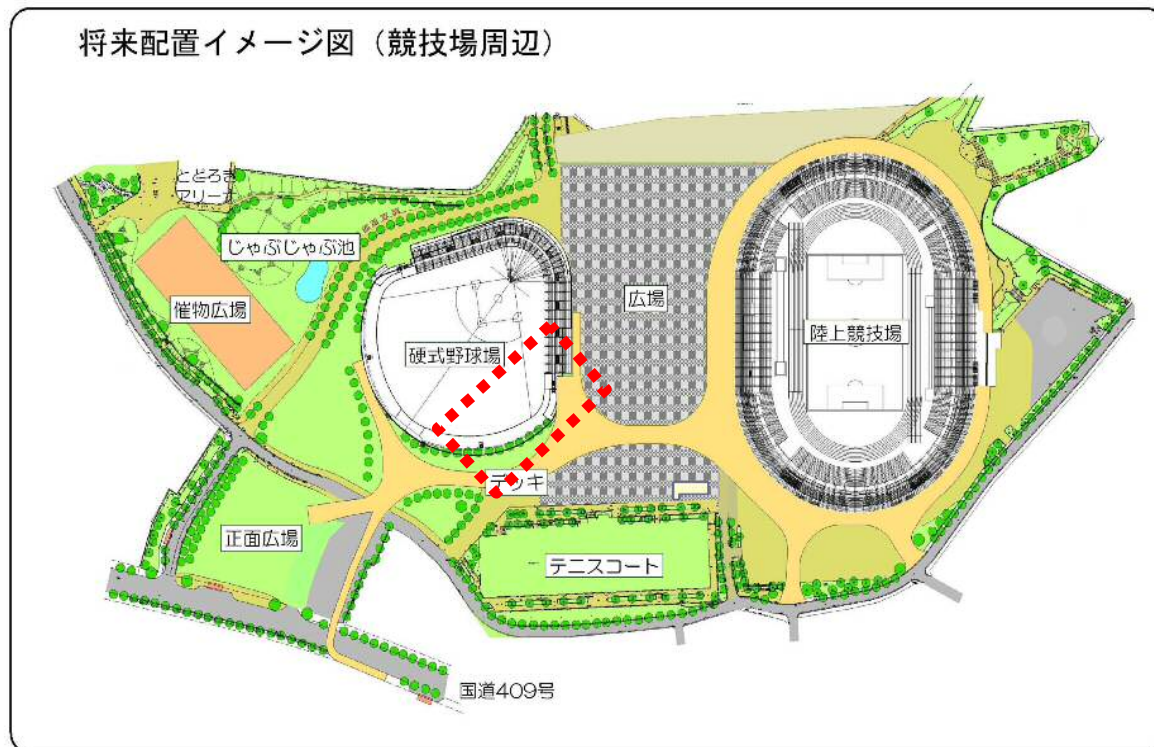 将来配置イメージ図（競技場周辺）
とどろき
アリーナ
じゃぶじゃぶ池
催物広場
広場
硬式野球場
陸上競技場
デッキ
正面広場
テニスコート
国道409号